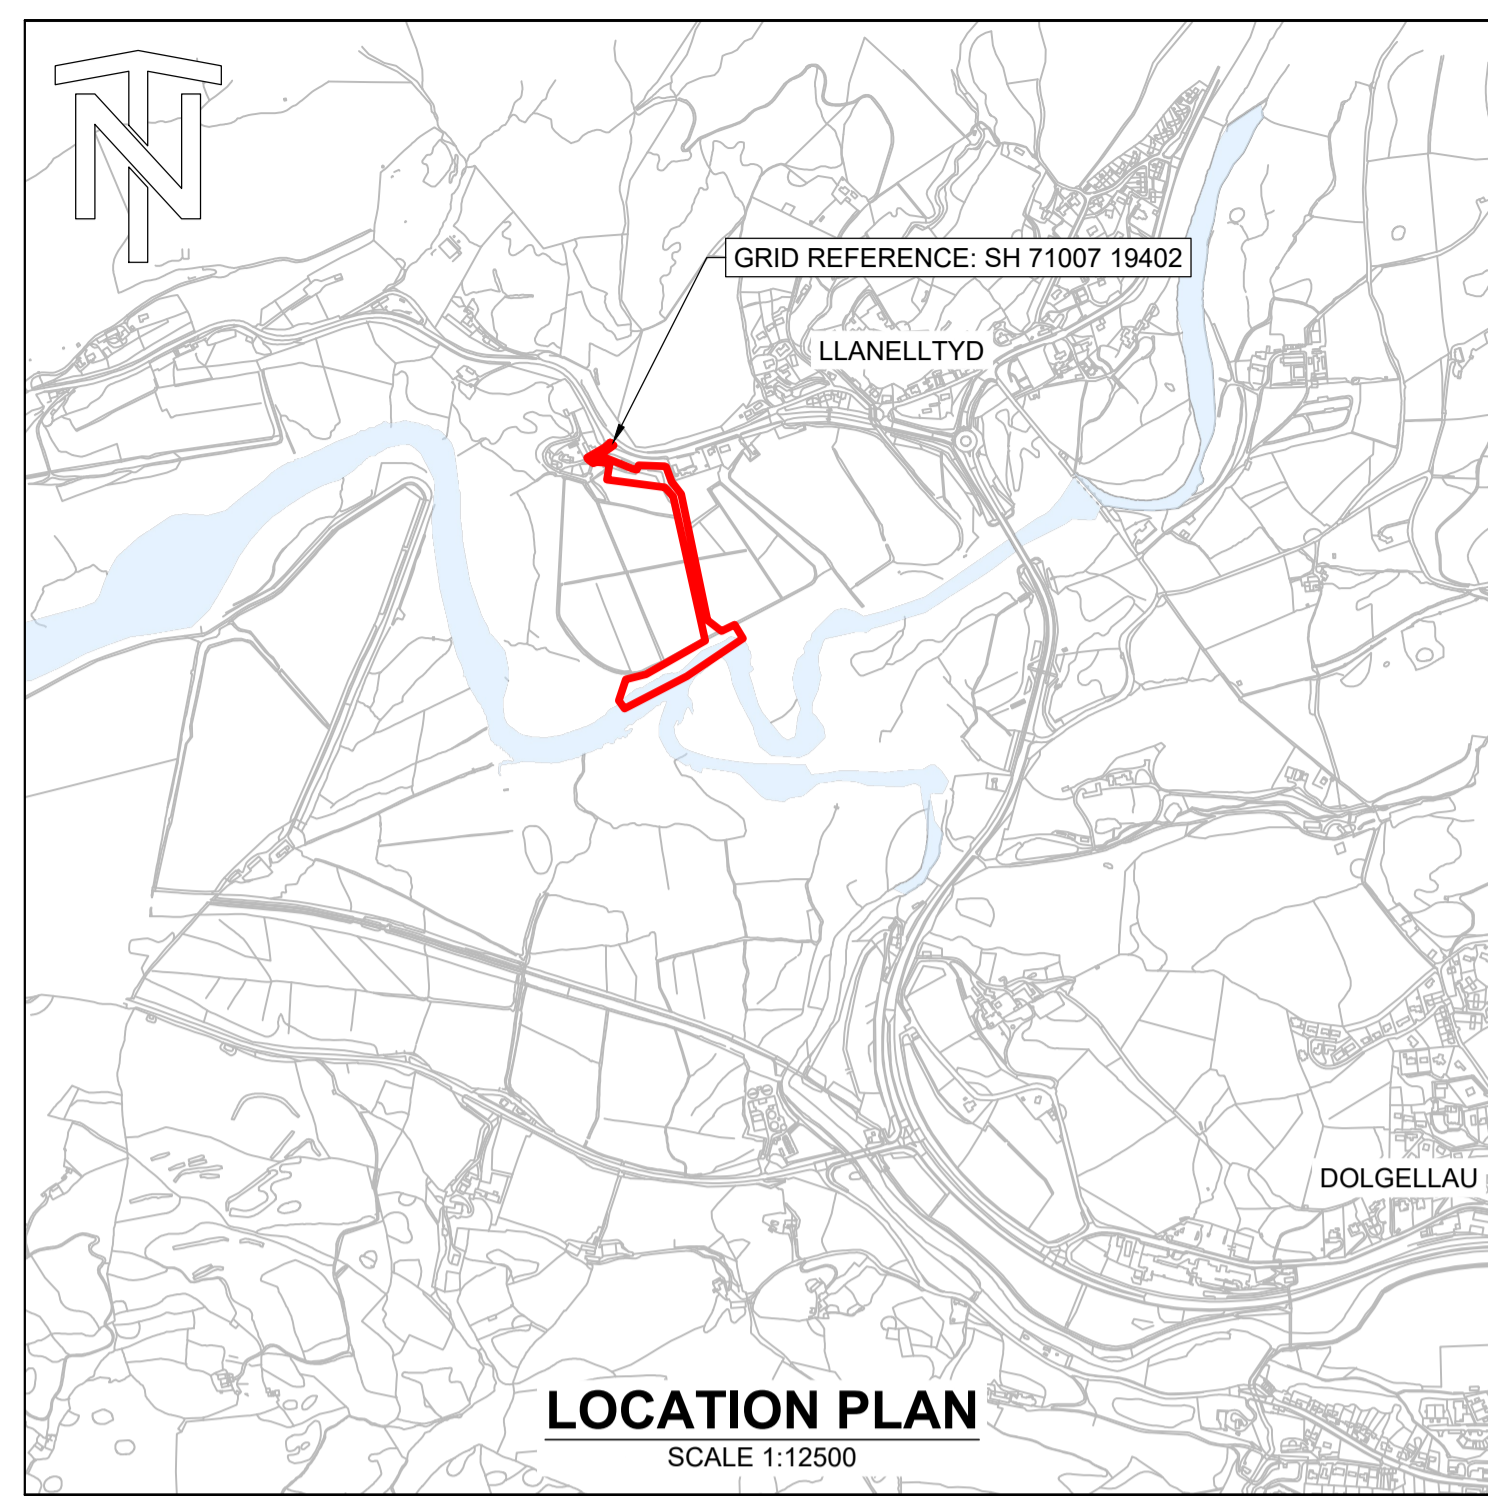 N
GRID REFERENCE: SH 71007 19402
LLANELLTYD
DOLGELLAU
LOCATION PLAN
SCALE 1:12500